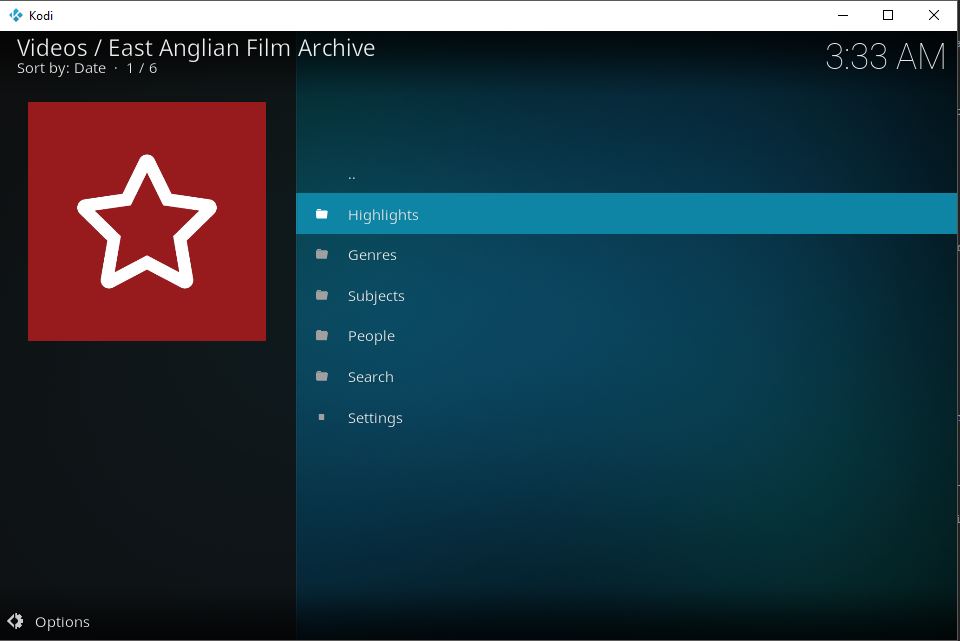 Kodi
Videos / East Anglian Film Archive
Sort by: Date · 1 / 6
3:33 AM
..
Highlights
Genres
Subjects
People
Search
Settings
Options